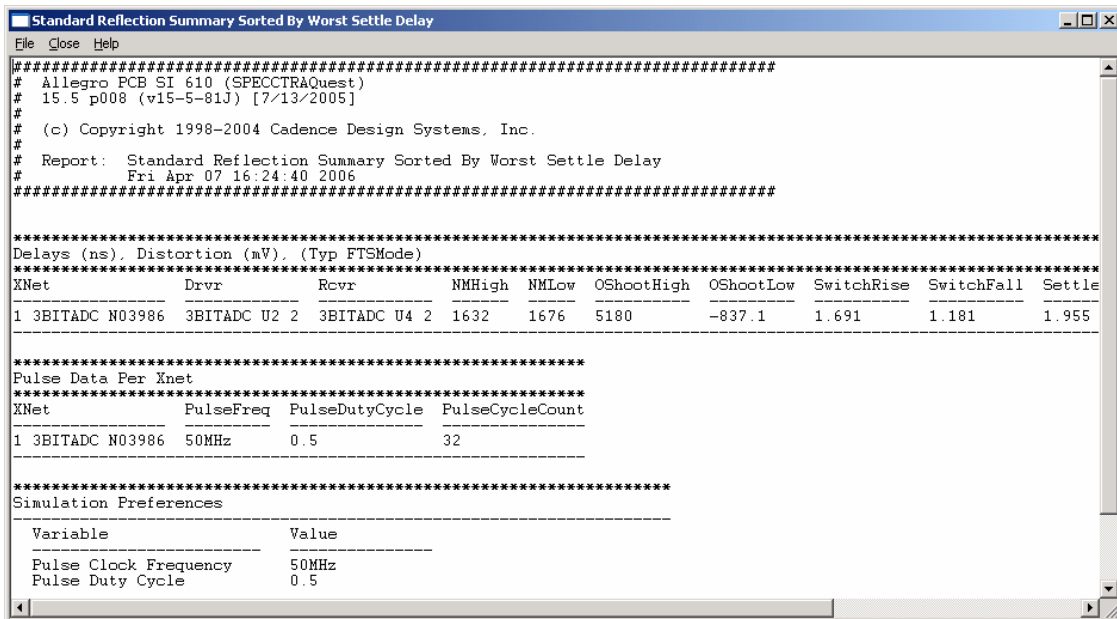 Standard Reflection Summary Sorted By Worst Settle Delay
File Close Help
################################################################################
# Allegro PCB SI 610 (SPECCTRAQuest)
# 15.5 p008 (v15-5-81J) [7/13/2005]
#
# (c) Copyright 1998-2004 Cadence Design Systems, Inc.
#
# Report: Standard Reflection Summary Sorted By Worst Settle Delay
# Fri Apr 07 16:24:40 2006
################################################################################
******************************************************************************************************************
Delays (ns), Distortion (mV), (Typ FTSMode)
******************************************************************************************************************
XNet Drvr Rcvr NMHigh NMLow OShootHigh OShootLow SwitchRise SwitchFall Settle
---------------- ------------- ------------- ------ ----- ---------- --------- ---------- ---------- ------
1 3BITADC N03986 3BITADC U2 2 3BITADC U4 2 1632 1676 5180 -837.1 1.691 1.181 1.955
------------------------------------------------------------------------------------------------------------------
************************************************************
Pulse Data Per Xnet
************************************************************
XNet PulseFreq PulseDutyCycle PulseCycleCount
---------------- --------- -------------- ---------------
1 3BITADC N03986 50MHz 0.5 32
------------------------------------------------------------
*********************************************************************
Simulation Preferences
---------------------------------------------------------------------
Variable Value
------------------------ ---------------
Pulse Clock Frequency 50MHz
Pulse Duty Cycle 0.5